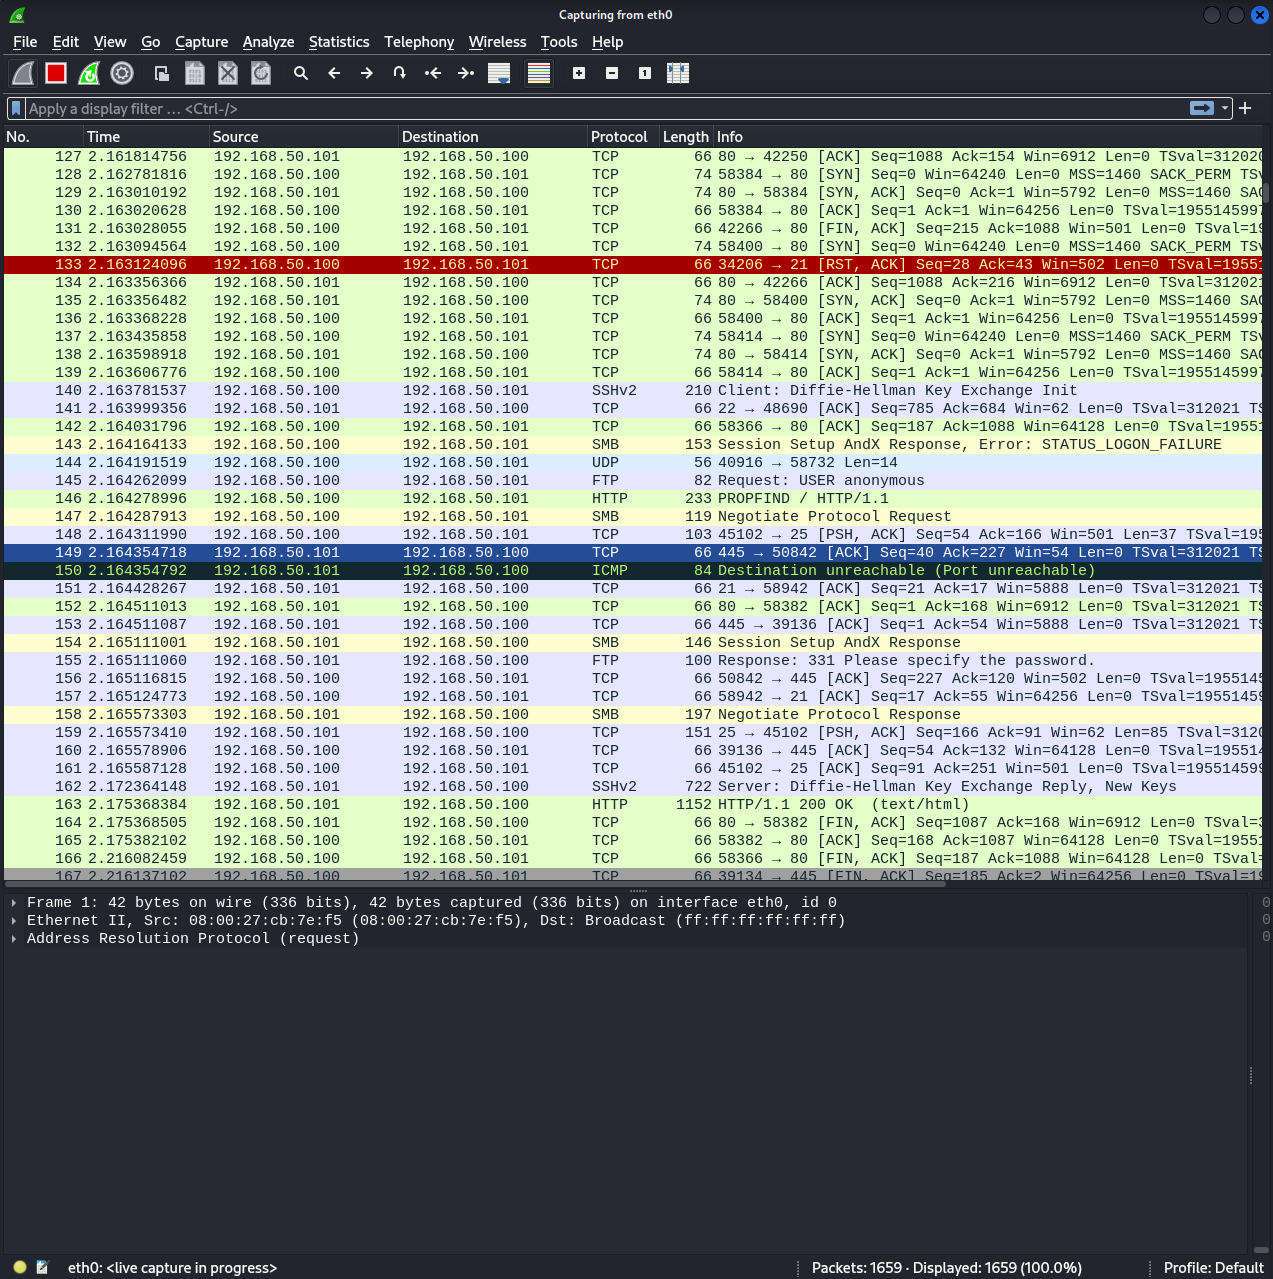 Capturing from eth0
File Edit View Go Capture Analyze Statistics Telephony Wireless Tools Help
Apply a display filter … <Ctrl-/>
No. Time Source Destination Protocol Length Info
127 2.161814756 192.168.50.101 192.168.50.100 TCP 66 80 → 42250 [ACK] Seq=1088 Ack=154 Win=6912 Len=0 TSval=312020
128 2.162781816 192.168.50.100 192.168.50.101 TCP 74 58384 → 80 [SYN] Seq=0 Win=64240 Len=0 MSS=1460 SACK_PERM TSv
129 2.163010192 192.168.50.101 192.168.50.100 TCP 74 80 → 58384 [SYN, ACK] Seq=0 Ack=1 Win=5792 Len=0 MSS=1460 SAC
130 2.163020628 192.168.50.100 192.168.50.101 TCP 66 58384 → 80 [ACK] Seq=1 Ack=1 Win=64256 Len=0 TSval=1955145997
131 2.163028055 192.168.50.100 192.168.50.101 TCP 66 42266 → 80 [FIN, ACK] Seq=215 Ack=1088 Win=501 Len=0 TSval=19
132 2.163094564 192.168.50.100 192.168.50.101 TCP 74 58400 → 80 [SYN] Seq=0 Win=64240 Len=0 MSS=1460 SACK_PERM TSv
133 2.163124096 192.168.50.100 192.168.50.101 TCP 66 34206 → 21 [RST, ACK] Seq=28 Ack=43 Win=502 Len=0 TSval=19551
134 2.163356366 192.168.50.101 192.168.50.100 TCP 66 80 → 42266 [ACK] Seq=1088 Ack=216 Win=6912 Len=0 TSval=312021
135 2.163356482 192.168.50.101 192.168.50.100 TCP 74 80 → 58400 [SYN, ACK] Seq=0 Ack=1 Win=5792 Len=0 MSS=1460 SAC
136 2.163368228 192.168.50.100 192.168.50.101 TCP 66 58400 → 80 [ACK] Seq=1 Ack=1 Win=64256 Len=0 TSval=1955145997
137 2.163435858 192.168.50.100 192.168.50.101 TCP 74 58414 → 80 [SYN] Seq=0 Win=64240 Len=0 MSS=1460 SACK_PERM TSv
138 2.163598918 192.168.50.101 192.168.50.100 TCP 74 80 → 58414 [SYN, ACK] Seq=0 Ack=1 Win=5792 Len=0 MSS=1460 SAC
139 2.163606776 192.168.50.100 192.168.50.101 TCP 66 58414 → 80 [ACK] Seq=1 Ack=1 Win=64256 Len=0 TSval=1955145997
140 2.163781537 192.168.50.100 192.168.50.101 SSHv2 210 Client: Diffie-Hellman Key Exchange Init
141 2.163999356 192.168.50.101 192.168.50.100 TCP 66 22 → 48690 [ACK] Seq=785 Ack=684 Win=62 Len=0 TSval=312021 TS
142 2.164031796 192.168.50.100 192.168.50.101 TCP 66 58366 → 80 [ACK] Seq=187 Ack=1088 Win=64128 Len=0 TSval=19551
143 2.164164133 192.168.50.101 192.168.50.100 SMB 153 Session Setup AndX Response, Error: STATUS_LOGON_FAILURE
144 2.164191519 192.168.50.100 192.168.50.101 UDP 56 40916 → 58732 Len=14
145 2.164262099 192.168.50.100 192.168.50.101 FTP 82 Request: USER anonymous
146 2.164278996 192.168.50.100 192.168.50.101 HTTP 233 PROPFIND / HTTP/1.1
147 2.164287913 192.168.50.100 192.168.50.101 SMB 119 Negotiate Protocol Request
148 2.164311990 192.168.50.100 192.168.50.101 TCP 103 45102 → 25 [PSH, ACK] Seq=54 Ack=166 Win=501 Len=37 TSval=195
149 2.164354718 192.168.50.101 192.168.50.100 TCP 66 445 → 50842 [ACK] Seq=40 Ack=227 Win=54 Len=0 TSval=312021 TS
150 2.164354792 192.168.50.101 192.168.50.100 ICMP 84 Destination unreachable (Port unreachable)
151 2.164428267 192.168.50.101 192.168.50.100 TCP 66 21 → 58942 [ACK] Seq=21 Ack=17 Win=5888 Len=0 TSval=312021 TS
152 2.164511013 192.168.50.101 192.168.50.100 TCP 66 80 → 58382 [ACK] Seq=1 Ack=168 Win=6912 Len=0 TSval=312021 TS
153 2.164511087 192.168.50.101 192.168.50.100 TCP 66 445 → 39136 [ACK] Seq=1 Ack=54 Win=5888 Len=0 TSval=312021 TS
154 2.165111001 192.168.50.101 192.168.50.100 SMB 146 Session Setup AndX Response
155 2.165111060 192.168.50.101 192.168.50.100 FTP 100 Response: 331 Please specify the password.
156 2.165116815 192.168.50.100 192.168.50.101 TCP 66 50842 → 445 [ACK] Seq=227 Ack=120 Win=502 Len=0 TSval=1955145
157 2.165124773 192.168.50.100 192.168.50.101 TCP 66 58942 → 21 [ACK] Seq=17 Ack=55 Win=64256 Len=0 TSval=19551459
158 2.165573303 192.168.50.101 192.168.50.100 SMB 197 Negotiate Protocol Response
159 2.165573410 192.168.50.101 192.168.50.100 TCP 151 25 → 45102 [PSH, ACK] Seq=166 Ack=91 Win=62 Len=85 TSval=3120
160 2.165578906 192.168.50.100 192.168.50.101 TCP 66 39136 → 445 [ACK] Seq=54 Ack=132 Win=64128 Len=0 TSval=195514
161 2.165587128 192.168.50.100 192.168.50.101 TCP 66 45102 → 25 [ACK] Seq=91 Ack=251 Win=501 Len=0 TSval=195514599
162 2.172364148 192.168.50.101 192.168.50.100 SSHv2 722 Server: Diffie-Hellman Key Exchange Reply, New Keys
163 2.175368384 192.168.50.101 192.168.50.100 HTTP 1152 HTTP/1.1 200 OK  (text/html)
164 2.175368505 192.168.50.101 192.168.50.100 TCP 66 80 → 58382 [FIN, ACK] Seq=1087 Ack=168 Win=6912 Len=0 TSval=3
165 2.175382102 192.168.50.100 192.168.50.101 TCP 66 58382 → 80 [ACK] Seq=168 Ack=1087 Win=64128 Len=0 TSval=19551
166 2.216082459 192.168.50.100 192.168.50.101 TCP 66 58366 → 80 [FIN, ACK] Seq=187 Ack=1088 Win=64128 Len=0 TSval=
167 2.216137102 192.168.50.100 192.168.50.101 TCP 66 39134 → 445 [FIN, ACK] Seq=185 Ack=2 Win=64256 Len=0 TSval=19
Frame 1: 42 bytes on wire (336 bits), 42 bytes captured (336 bits) on interface eth0, id 0
Ethernet II, Src: 08:00:27:cb:7e:f5 (08:00:27:cb:7e:f5), Dst: Broadcast (ff:ff:ff:ff:ff:ff)
Address Resolution Protocol (request)
0
0
0
eth0: <live capture in progress>
Packets: 1659 · Displayed: 1659 (100.0%)
Profile: Default